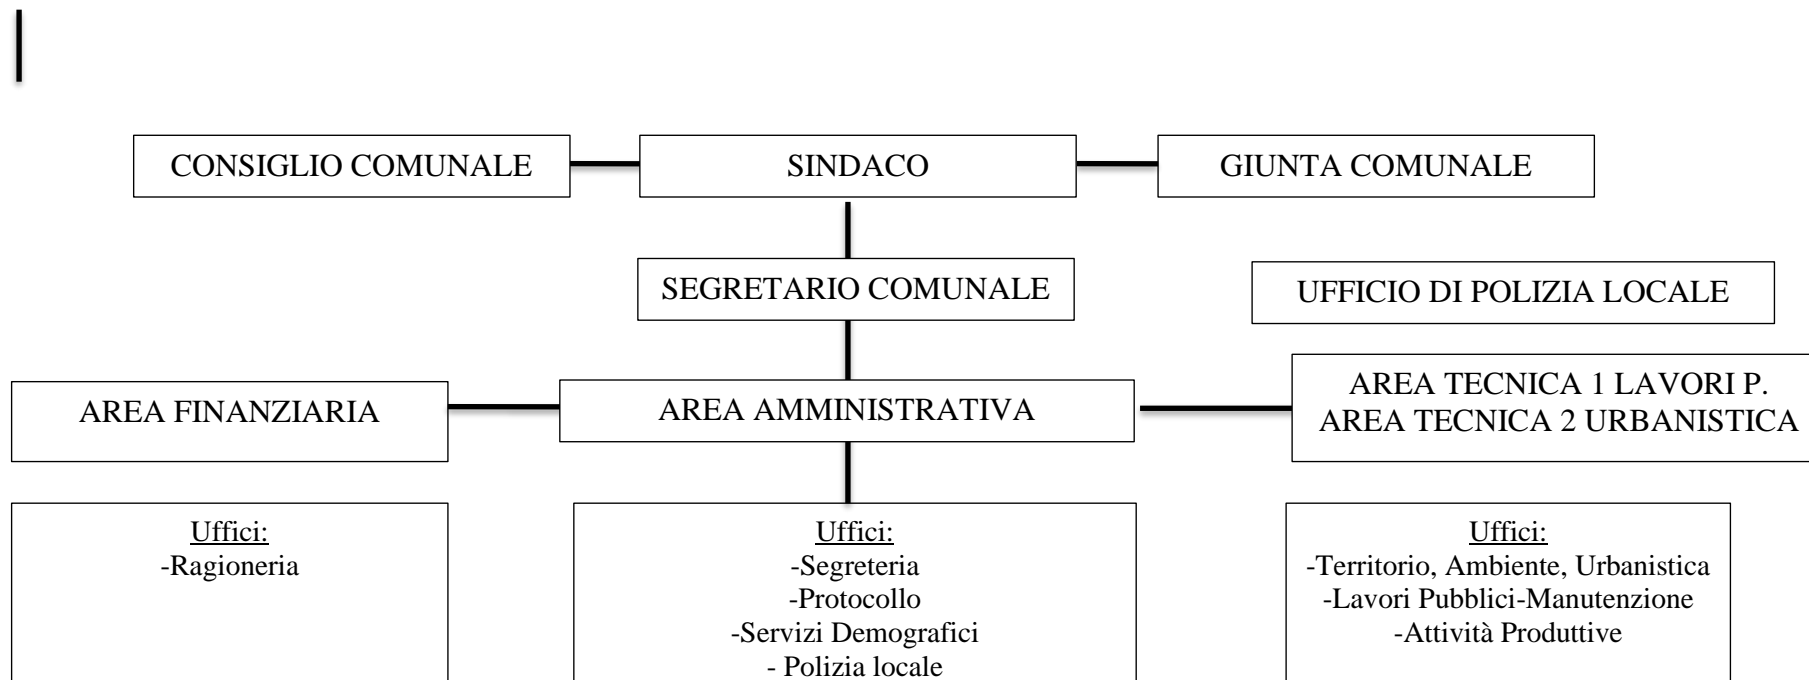 CONSIGLIO COMUNALE
SINDACO
GIUNTA COMUNALE
SEGRETARIO COMUNALE
UFFICIO DI POLIZIA LOCALE
AREA FINANZIARIA
AREA AMMINISTRATIVA
AREA TECNICA 1 LAVORI P.
AREA TECNICA 2 URBANISTICA
Uffici:
-Ragioneria
Uffici:
-Segreteria
-Protocollo
-Servizi Demografici
- Polizia locale
Uffici:
-Territorio, Ambiente, Urbanistica
-Lavori Pubblici-Manutenzione
-Attività Produttive